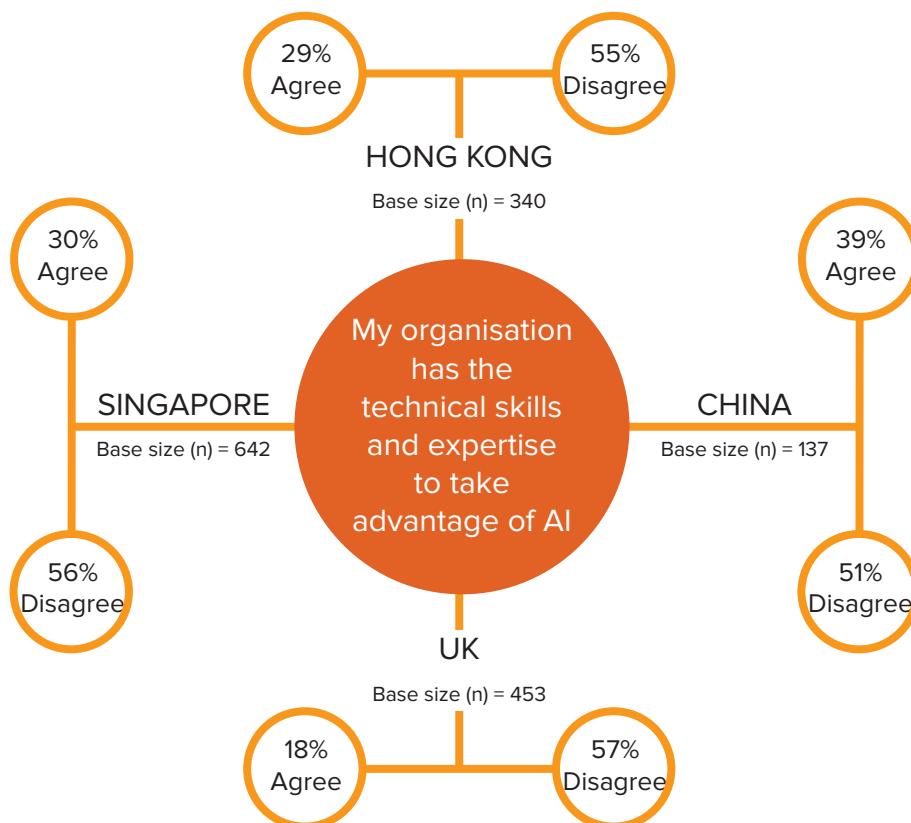 29%
Agree
55%
Disagree
HONG KONG
Base size (n) = 340
30%
Agree
39%
Agree
My organisation
has the
technical skills
and expertise
to take
advantage of AI
SINGAPORE
Base size (n) = 642
CHINA
Base size (n) = 137
56%
Disagree
51%
Disagree
UK
Base size (n) = 453
18%
Agree
57%
Disagree